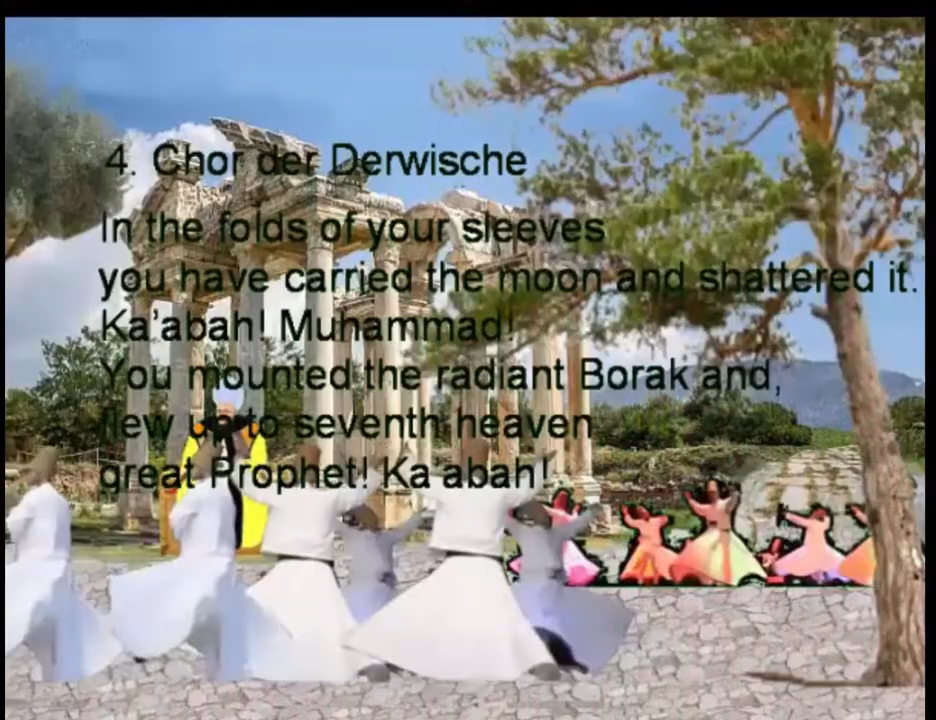 4. Chor der Derwische
In the folds of your sleeves
you have carried the moon and shattered it.
Ka'abah! Muhammad!
You mounted the radiant Borak and,
flew up to seventh heaven
great Prophet! Ka'abah!